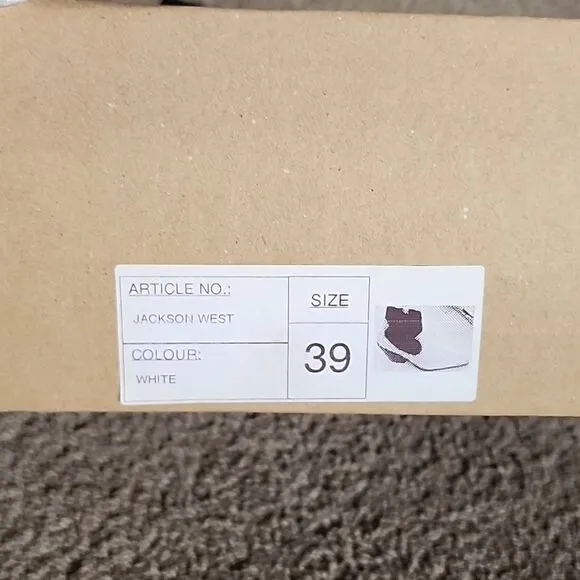 ARTICLE NO.:
JACKSON WEST
COLOUR:
WHITE
SIZE
39